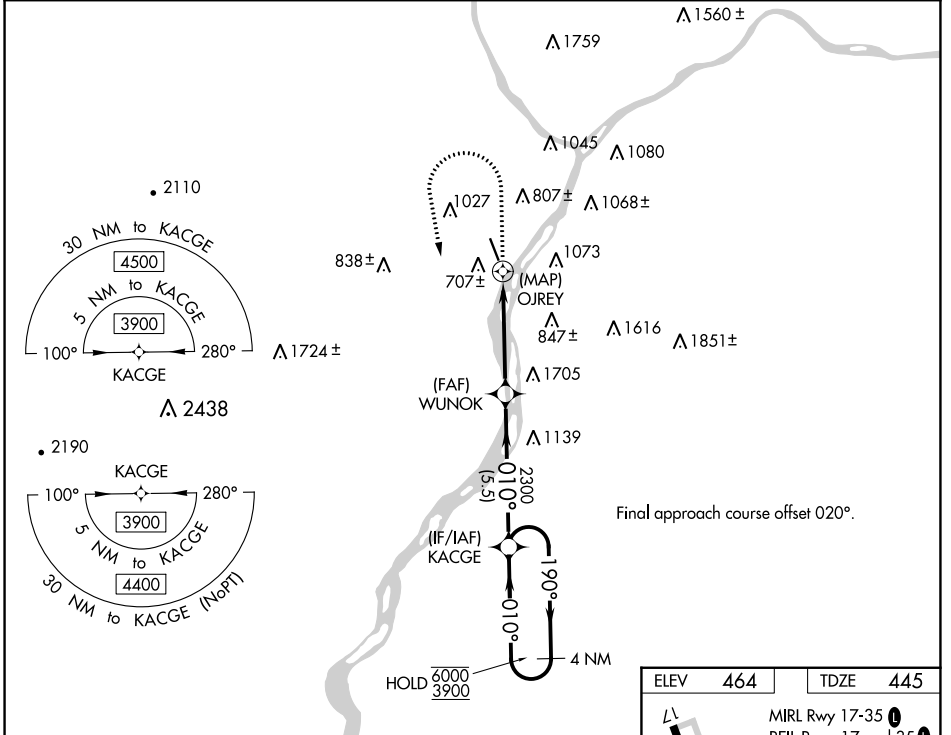 1560 ±
1759
1045
1080
2110
1027
807±
1068±
30 NM to KACGE
4500
5 NM to KACGE
3900
100°
280°
KACGE
838±
707±
1073
(MAP)
OJREY
847±
1616
1851±
1724 ±
1705
(FAF)
WUNOK
2438
1139
2190
KACGE
100°
280°
3900
5 NM to KACGE
4400
30 NM to KACGE (NoPT)
2300
010°
(5.5)
Final approach course offset 020°.
(IF/IAF)
KACGE
190°
010°
4 NM
HOLD 6000
3900
ELEV 464
TDZE 445
17
MIRL Rwy 17-35 L